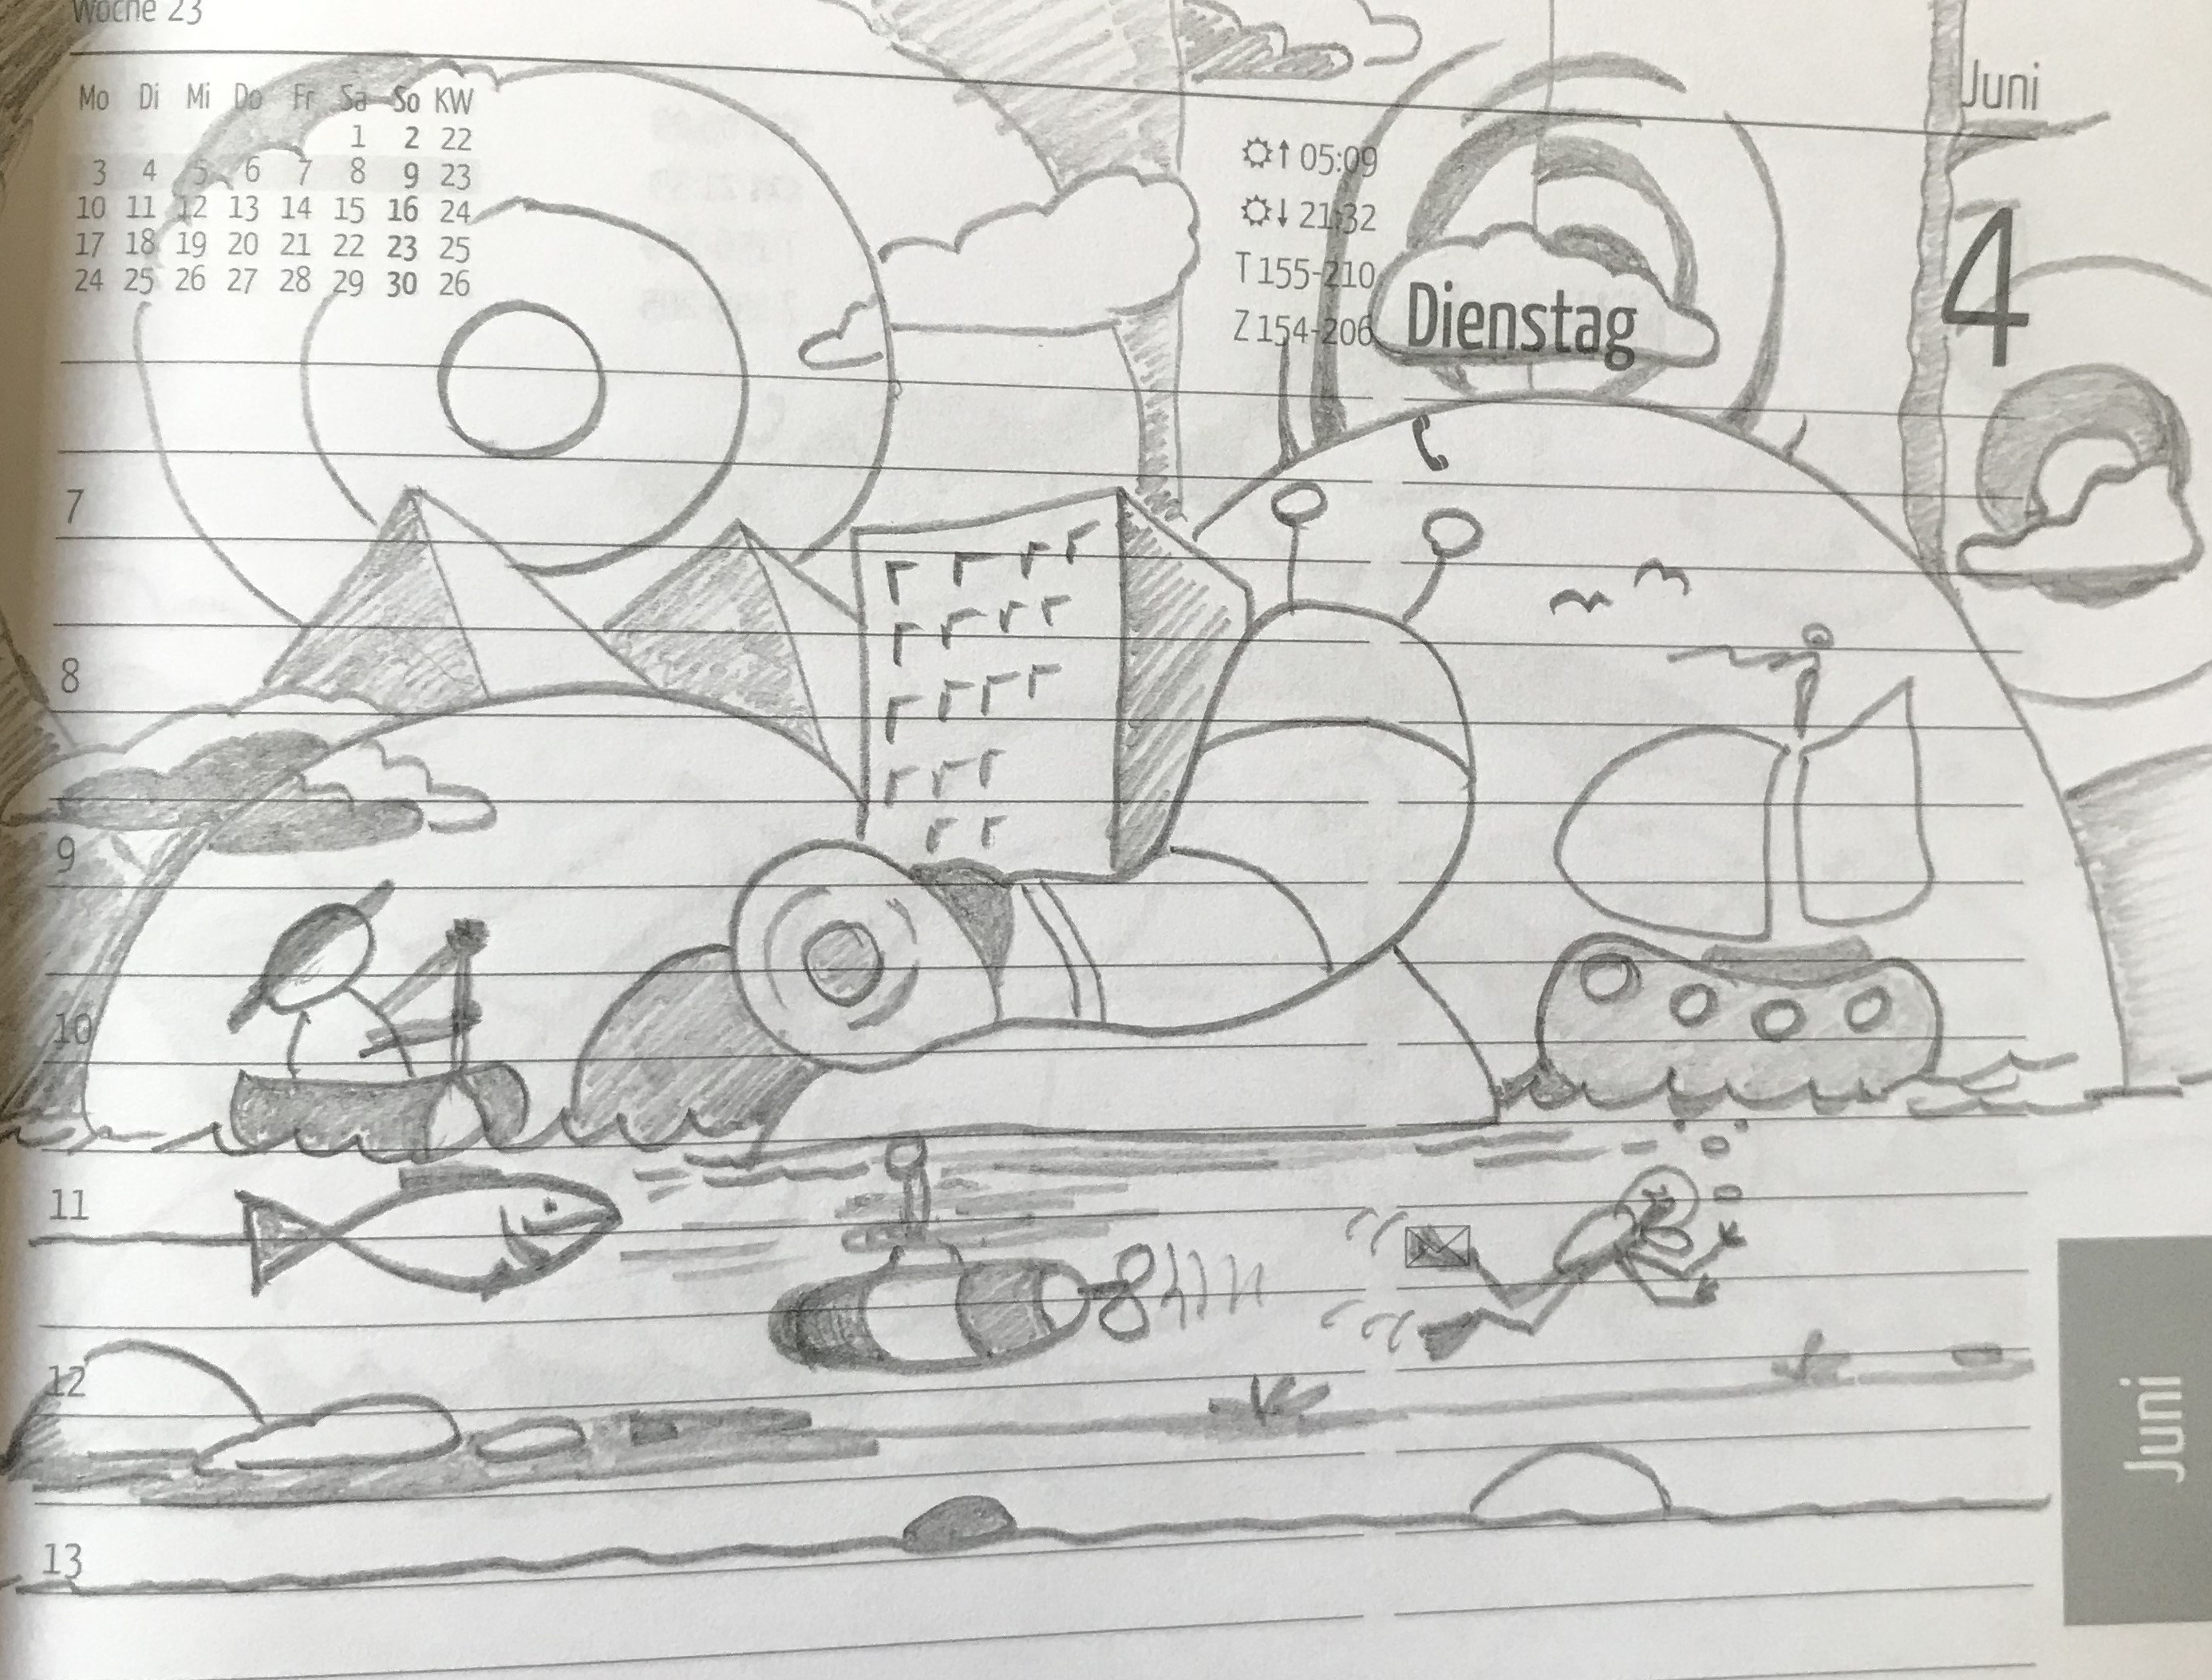 Woche 23
Juni
Mo Di Mi Do Fr Sa So KW
1 2 22
3 4 5 6 7 8 9 23
10 11 12 13 14 15 16 24
17 18 19 20 21 22 23 25
24 25 26 27 28 29 30 26
05:09
21:32
T 155-210
Z 154-206
Dienstag
4
7
8
9
10
11
12
13
Juni